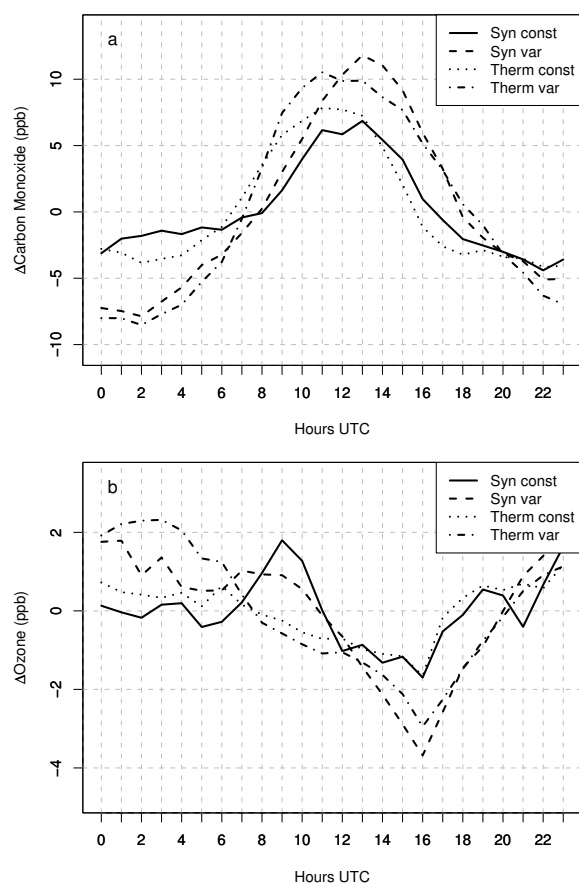 a
Syn const
Syn var
Therm const
Therm var
ΔCarbon Monoxide (ppb)
10
5
0
−5
−10
0 2 4 6 8 10 12 14 16 18 20 22
Hours UTC
b
Syn const
Syn var
Therm const
Therm var
ΔOzone (ppb)
2
0
−2
−4
0 2 4 6 8 10 12 14 16 18 20 22
Hours UTC